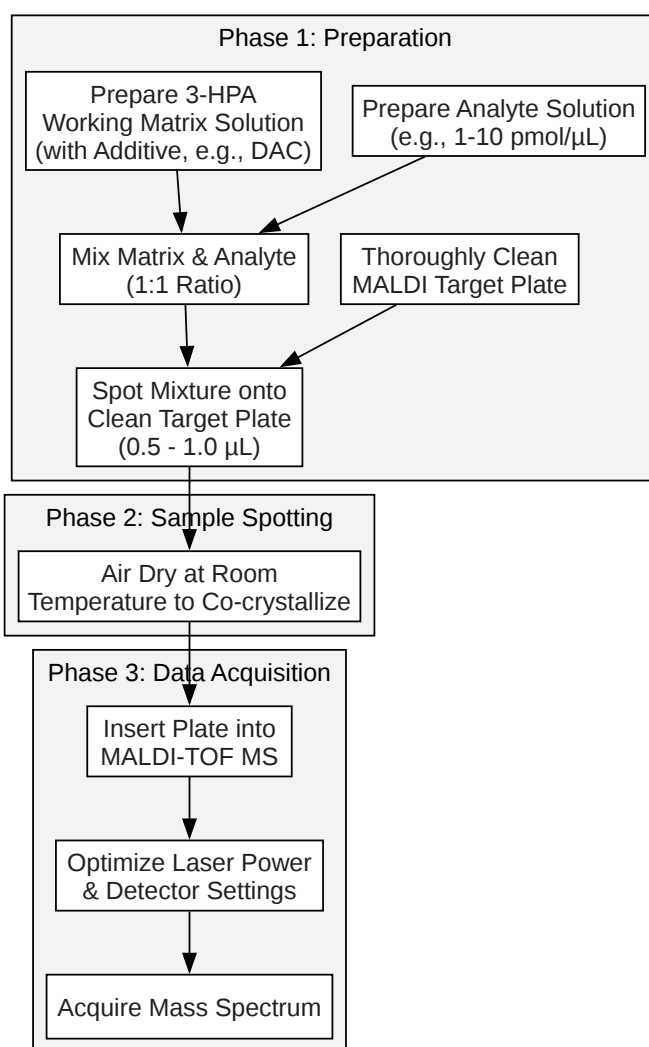 Phase 1: Preparation
Prepare 3-HPA
Working Matrix Solution
(with Additive, e.g., DAC)
Prepare Analyte Solution
(e.g., 1-10 pmol/µL)
Mix Matrix & Analyte
(1:1 Ratio)
Thoroughly Clean
MALDI Target Plate
Spot Mixture onto
Clean Target Plate
(0.5 - 1.0 µL)
Phase 2: Sample Spotting
Air Dry at Room
Temperature to Co-crystallize
Phase 3: Data Acquisition
Insert Plate into
MALDI-TOF MS
Optimize Laser Power
& Detector Settings
Acquire Mass Spectrum